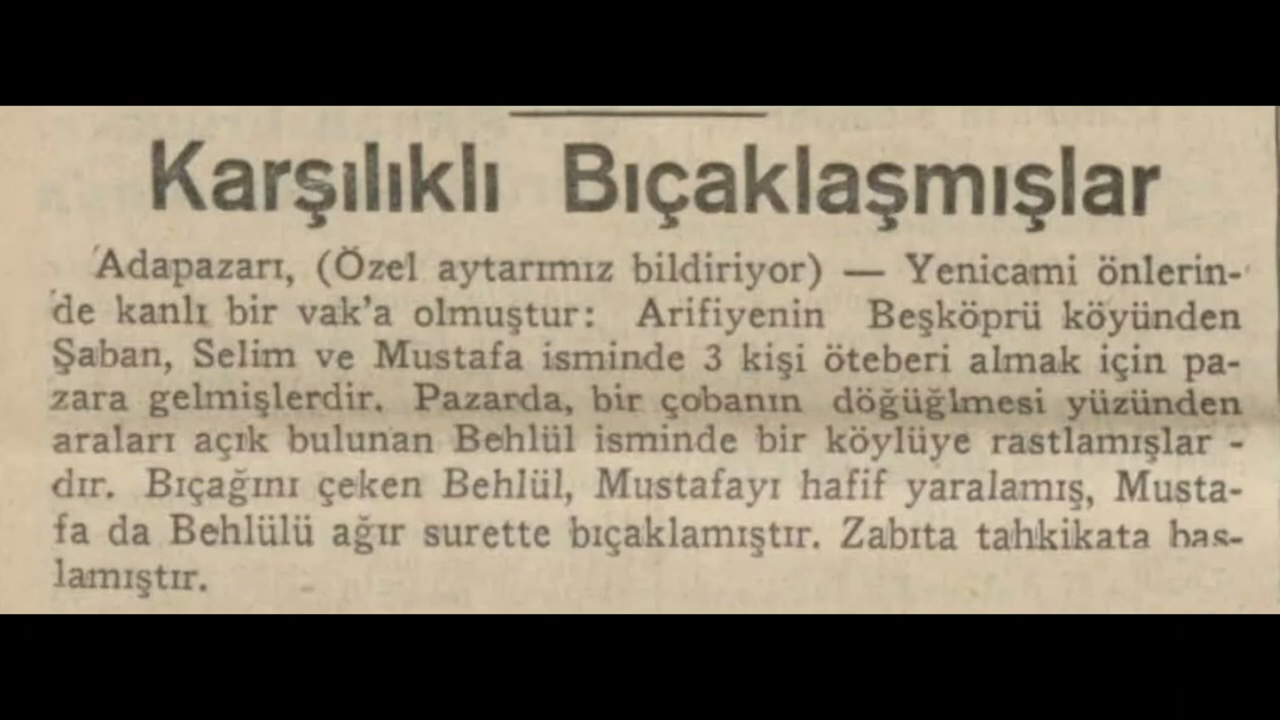 Karşılıklı Bıçaklaşmışlar
Adapazarı, (Özel aytarımız bildiriyor) — Yenicami önlerin-
de kanlı bir vak'a olmuştur: Arifiyenin Beşköprü köyünden
Şaban, Selim ve Mustafa isminde 3 kişi öteberi almak için pa-
zara gelmişlerdir. Pazarda, bir çobanın döğüğlmesi yüzünden
araları açık bulunan Behlül isminde bir köylüye rastlamışlar -
dır. Bıçağını çeken Behlül, Mustafayı hafif yaralamış, Musta-
fa da Behlülü ağır surette bıçaklamıştır. Zabıta tahkikata bas-
lamıştır.